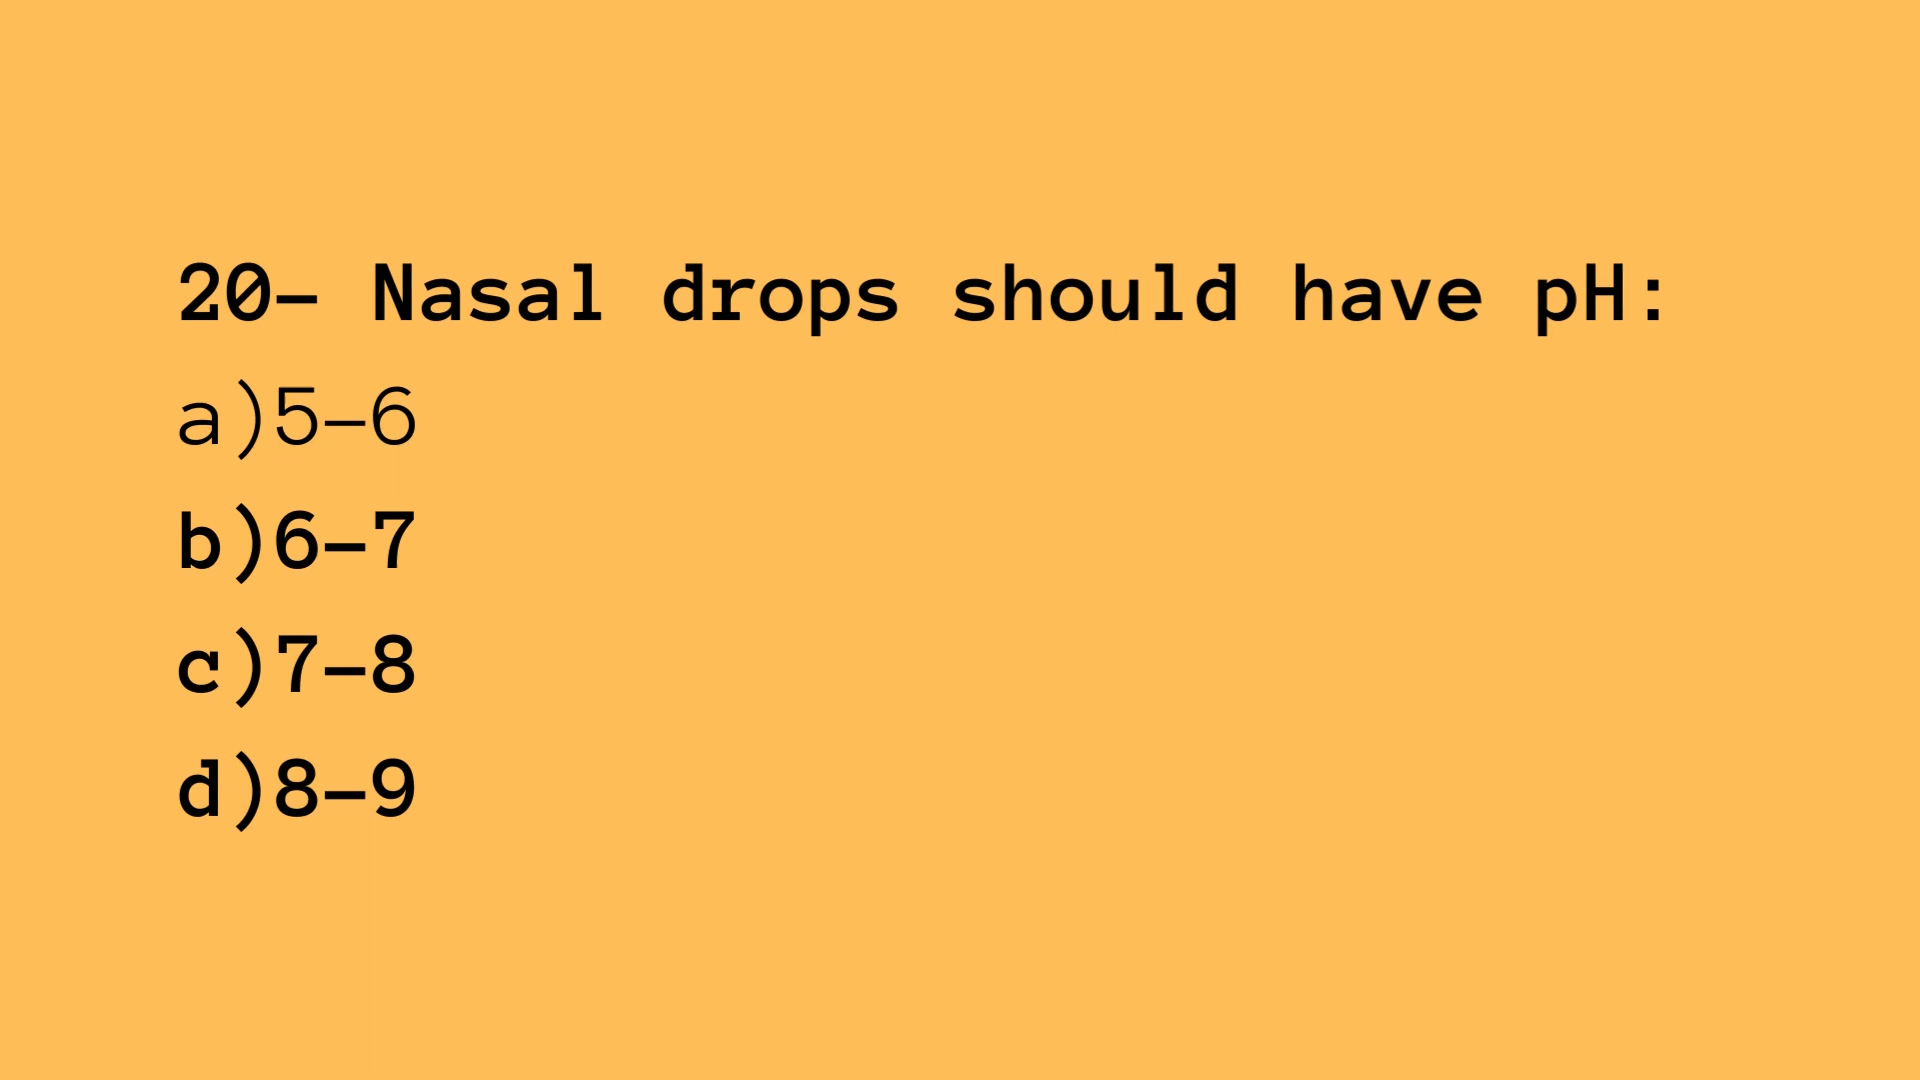 20– Nasal drops should have pH:
a)5–6
b)6–7
c)7–8
d)8–9